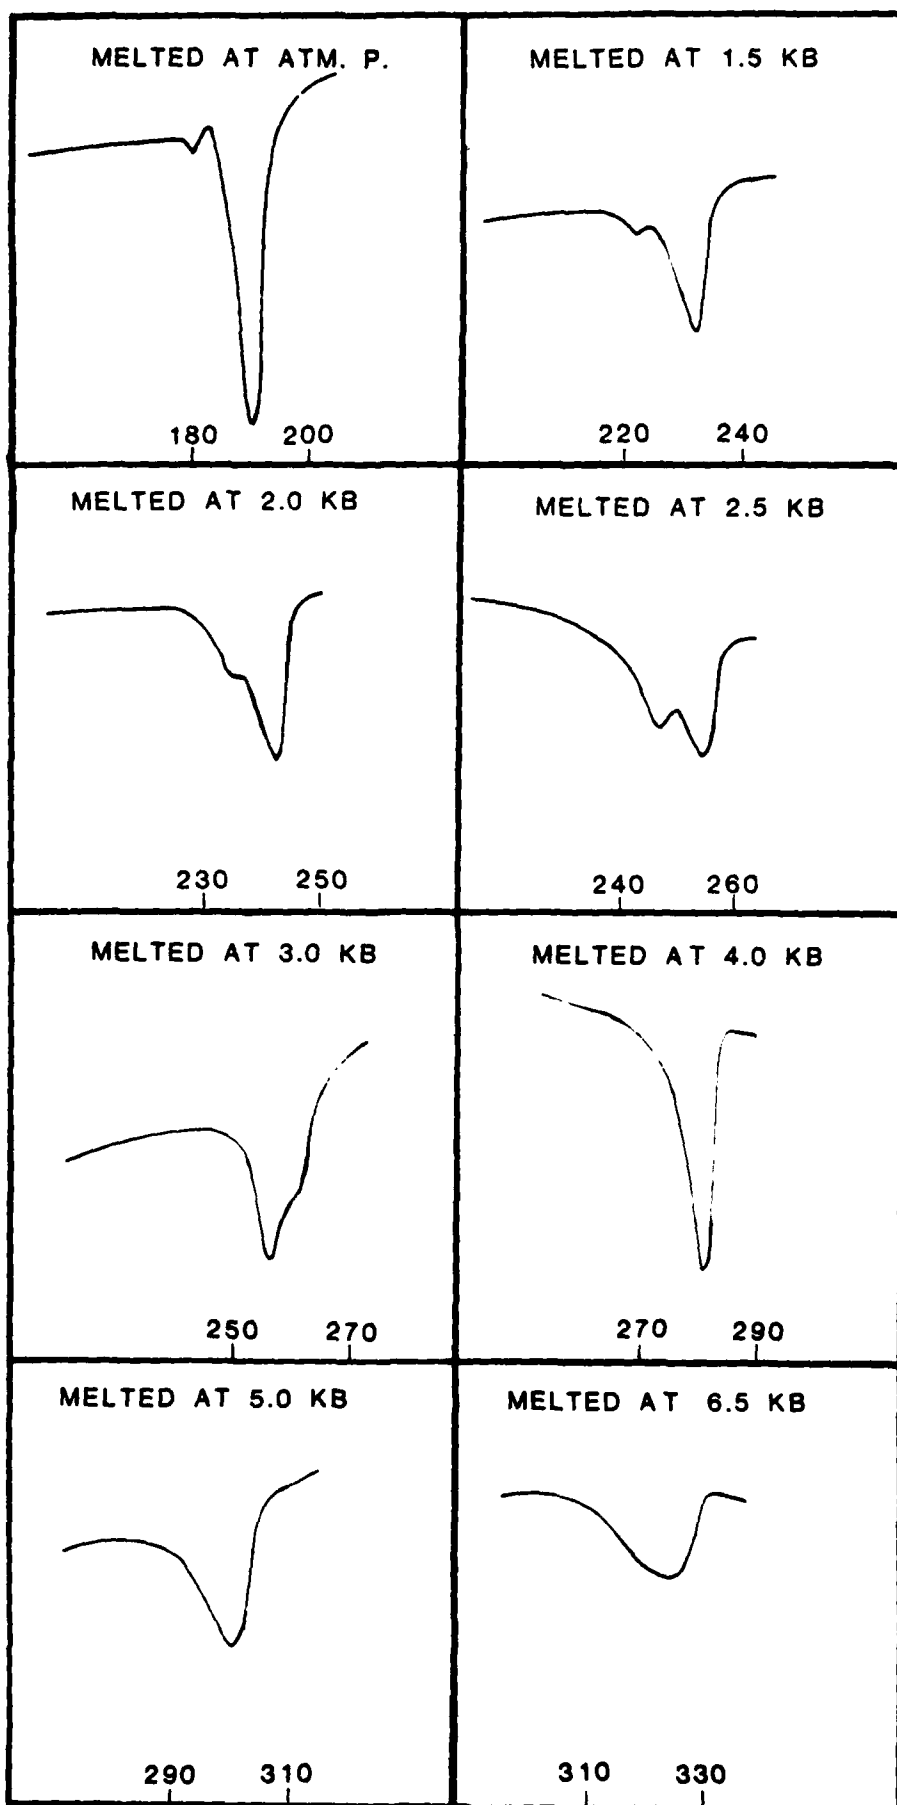 MELTED AT ATM. P.
180 200
MELTED AT 1.5 KB
220 240
MELTED AT 2.0 KB
230 250
MELTED AT 2.5 KB
240 260
MELTED AT 3.0 KB
250 270
MELTED AT 4.0 KB
270 290
MELTED AT 5.0 KB
290 310
MELTED AT 6.5 KB
310 330